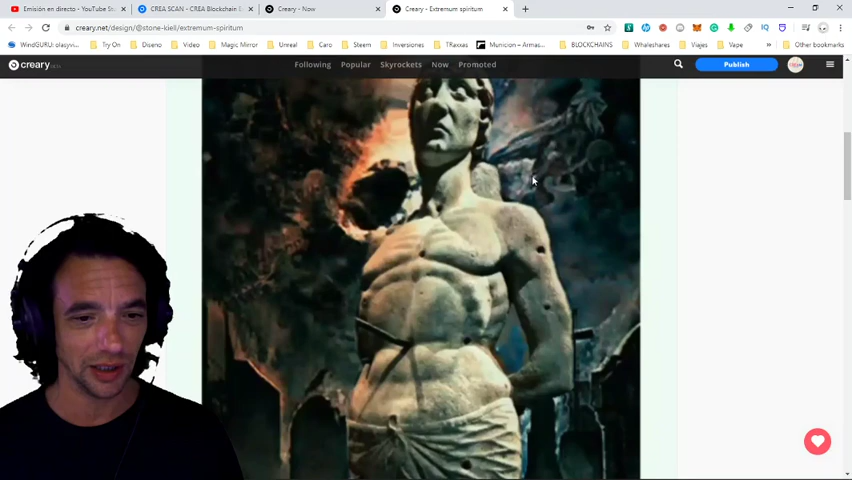 Emisión en directo - YouTube St
CREA SCAN - CREA Blockchain E
Creary - Now
Creary - Extremum spiritum
creary.net/design/@stone-kiell/extremum-spiritum
WindGURU: olasyvi
Try On
Diseno
Video
Magic Mirror
Unreal
Caro
Steem
Inversiones
TRaxxas
Municion – Armas
BLOCKCHAINS
Whaleshares
Viajes
Vape
Other bookmarks
creary
Following
Popular
Skyrockets
Now
Promoted
Publish